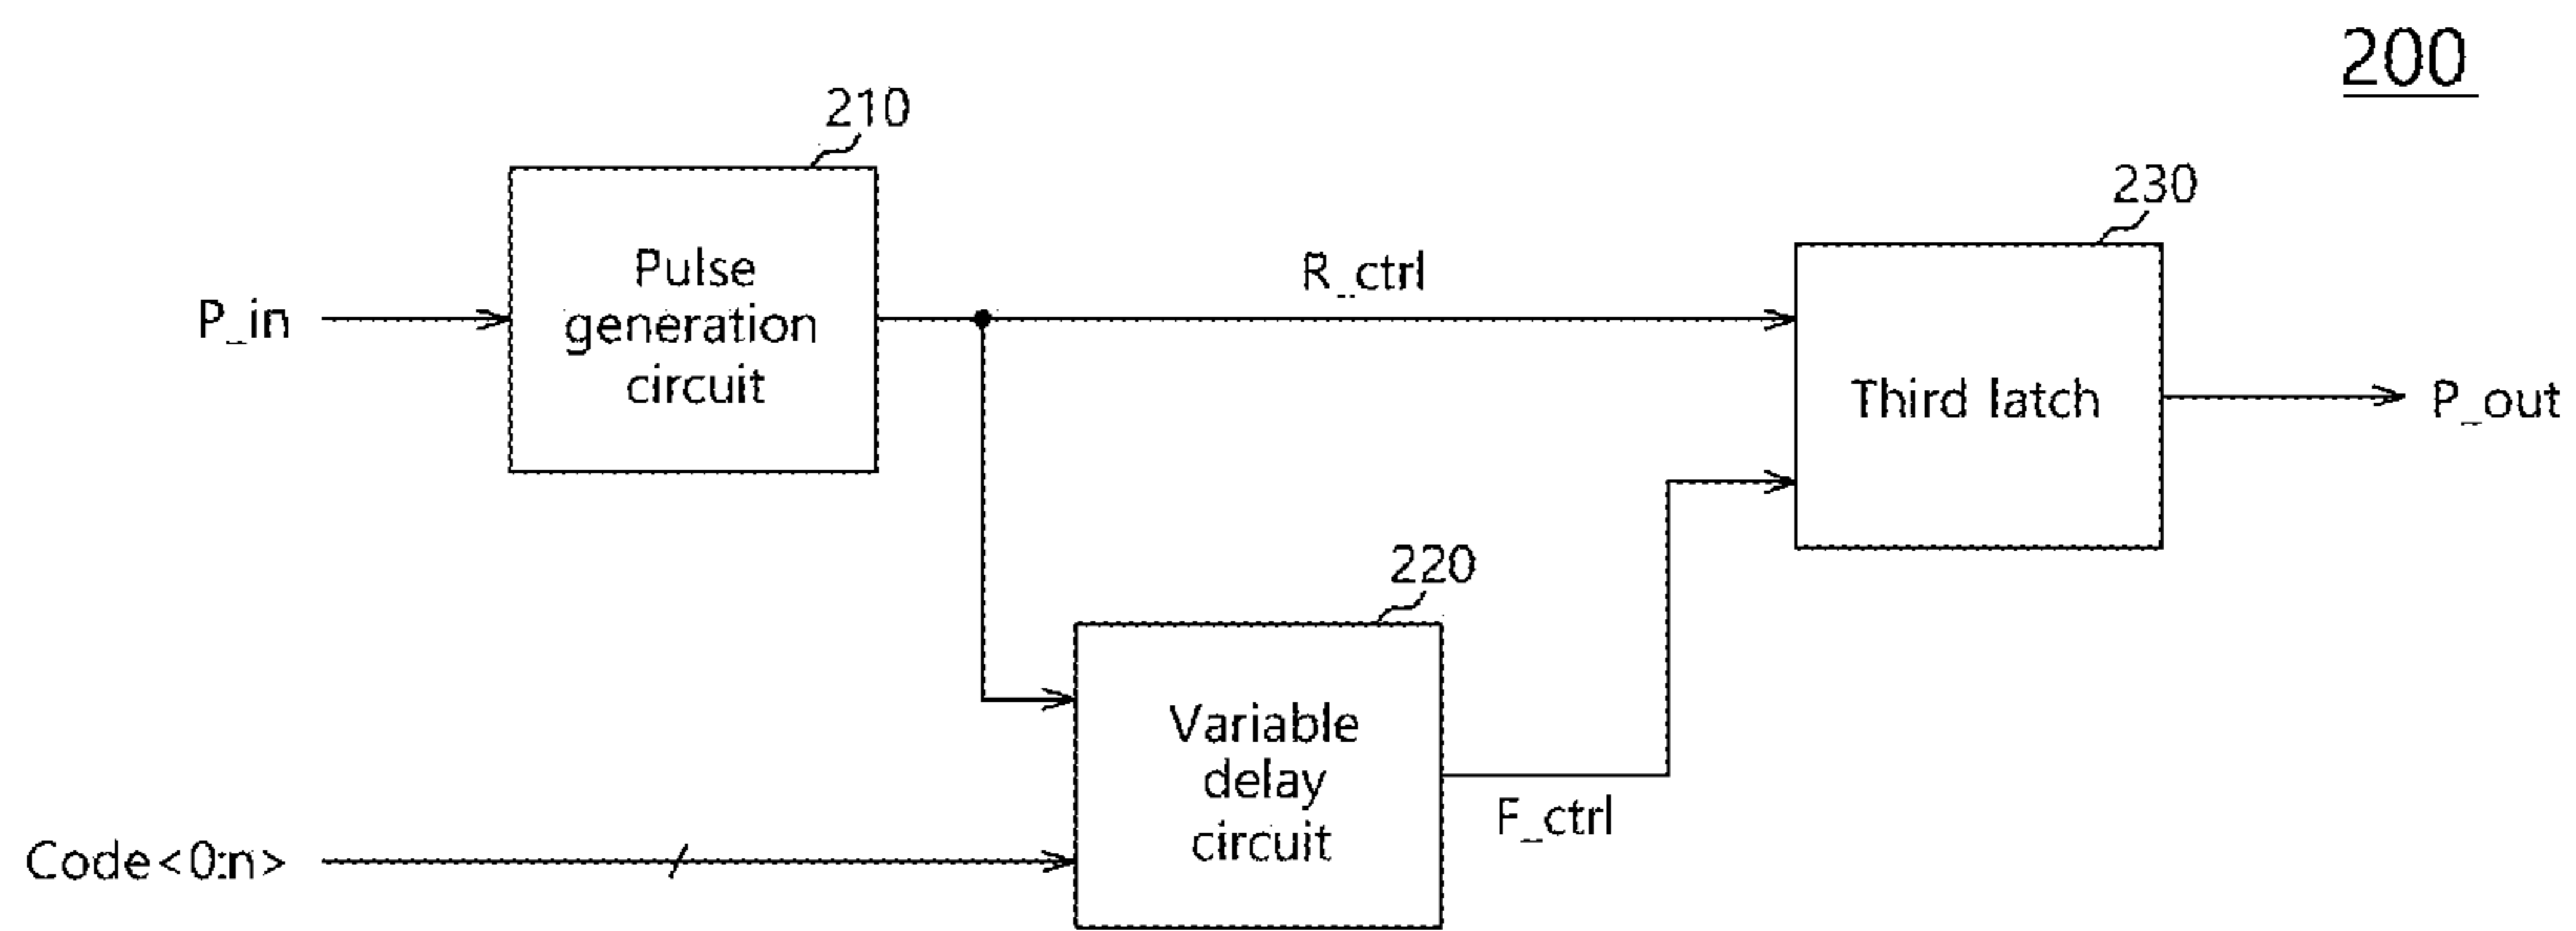 200
210
Pulse
generation
circuit
P_in
R_ctrl
230
Third latch
P_out
220
Variable
delay
circuit
F_ctrl
Code<0:n>